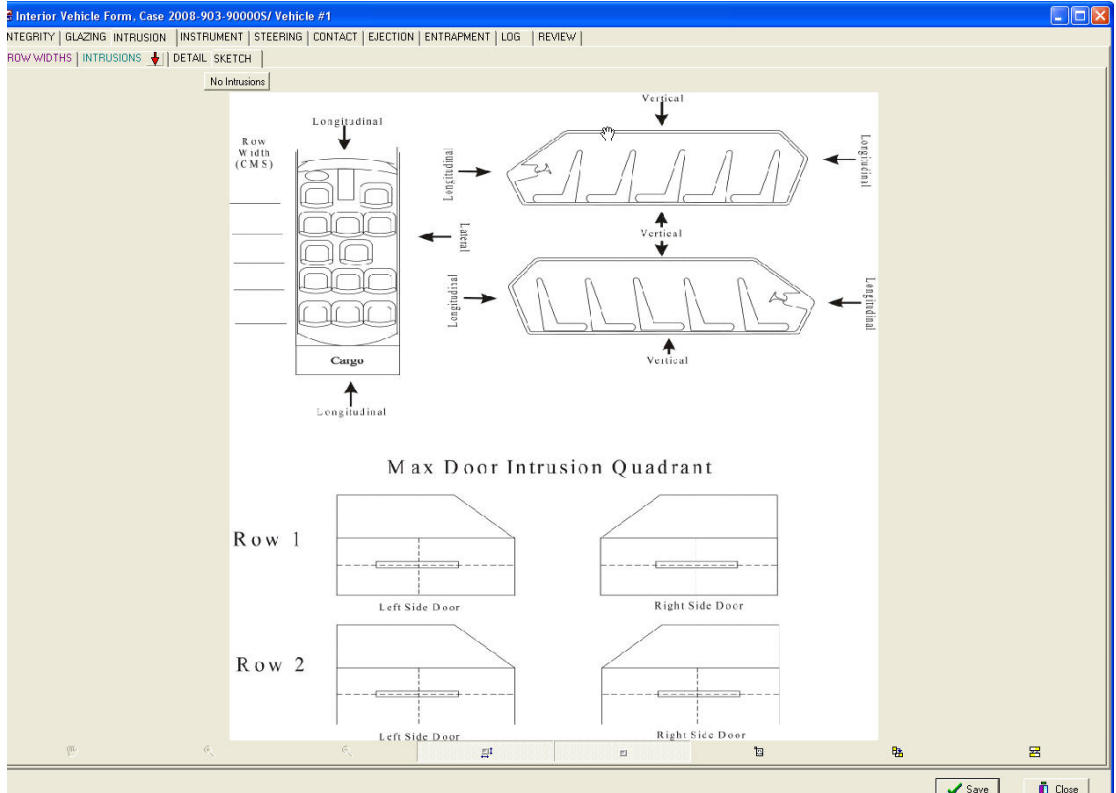 Interior Vehicle Form, Case 2008-903-90000S/ Vehicle #1
NTEGRITY GLAZING INTRUSION INSTRUMENT STEERING CONTACT EJECTION ENTRAPMENT LOG REVIEW
ROW WIDTHS INTRUSIONS DETAIL SKETCH
No Intrusions
Vertical
Longitudinal
Row
Width
(CMS)
Longitudinal
Longitudinal
Lateral
Vertical
Longitudinal
Longitudinal
Cargo
Vertical
Longitudinal
Max Door Intrusion Quadrant
Row 1
Left Side Door
Right Side Door
Row 2
Left Side Door
Right Side Door
Save
Close